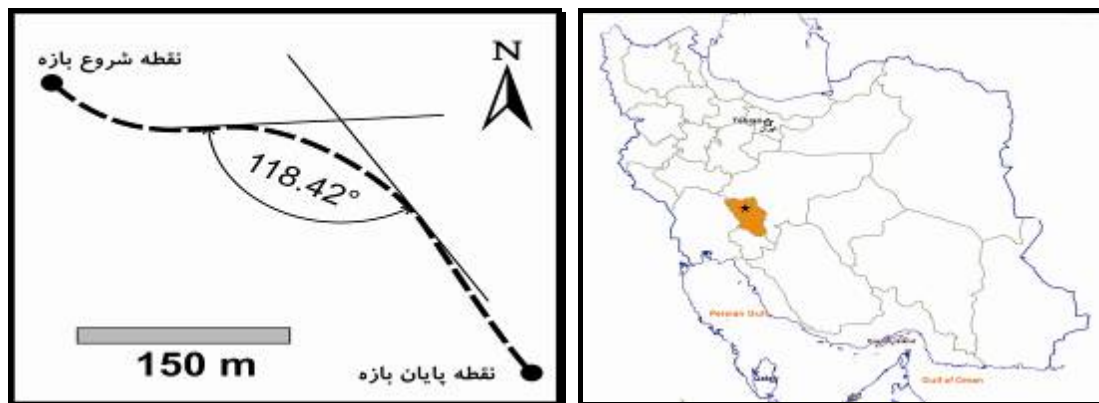 نقطه شروع بازه
N
118.42°
150 m
نقطه پایان بازه
Tehran
Persian Gulf
Gulf of Oman